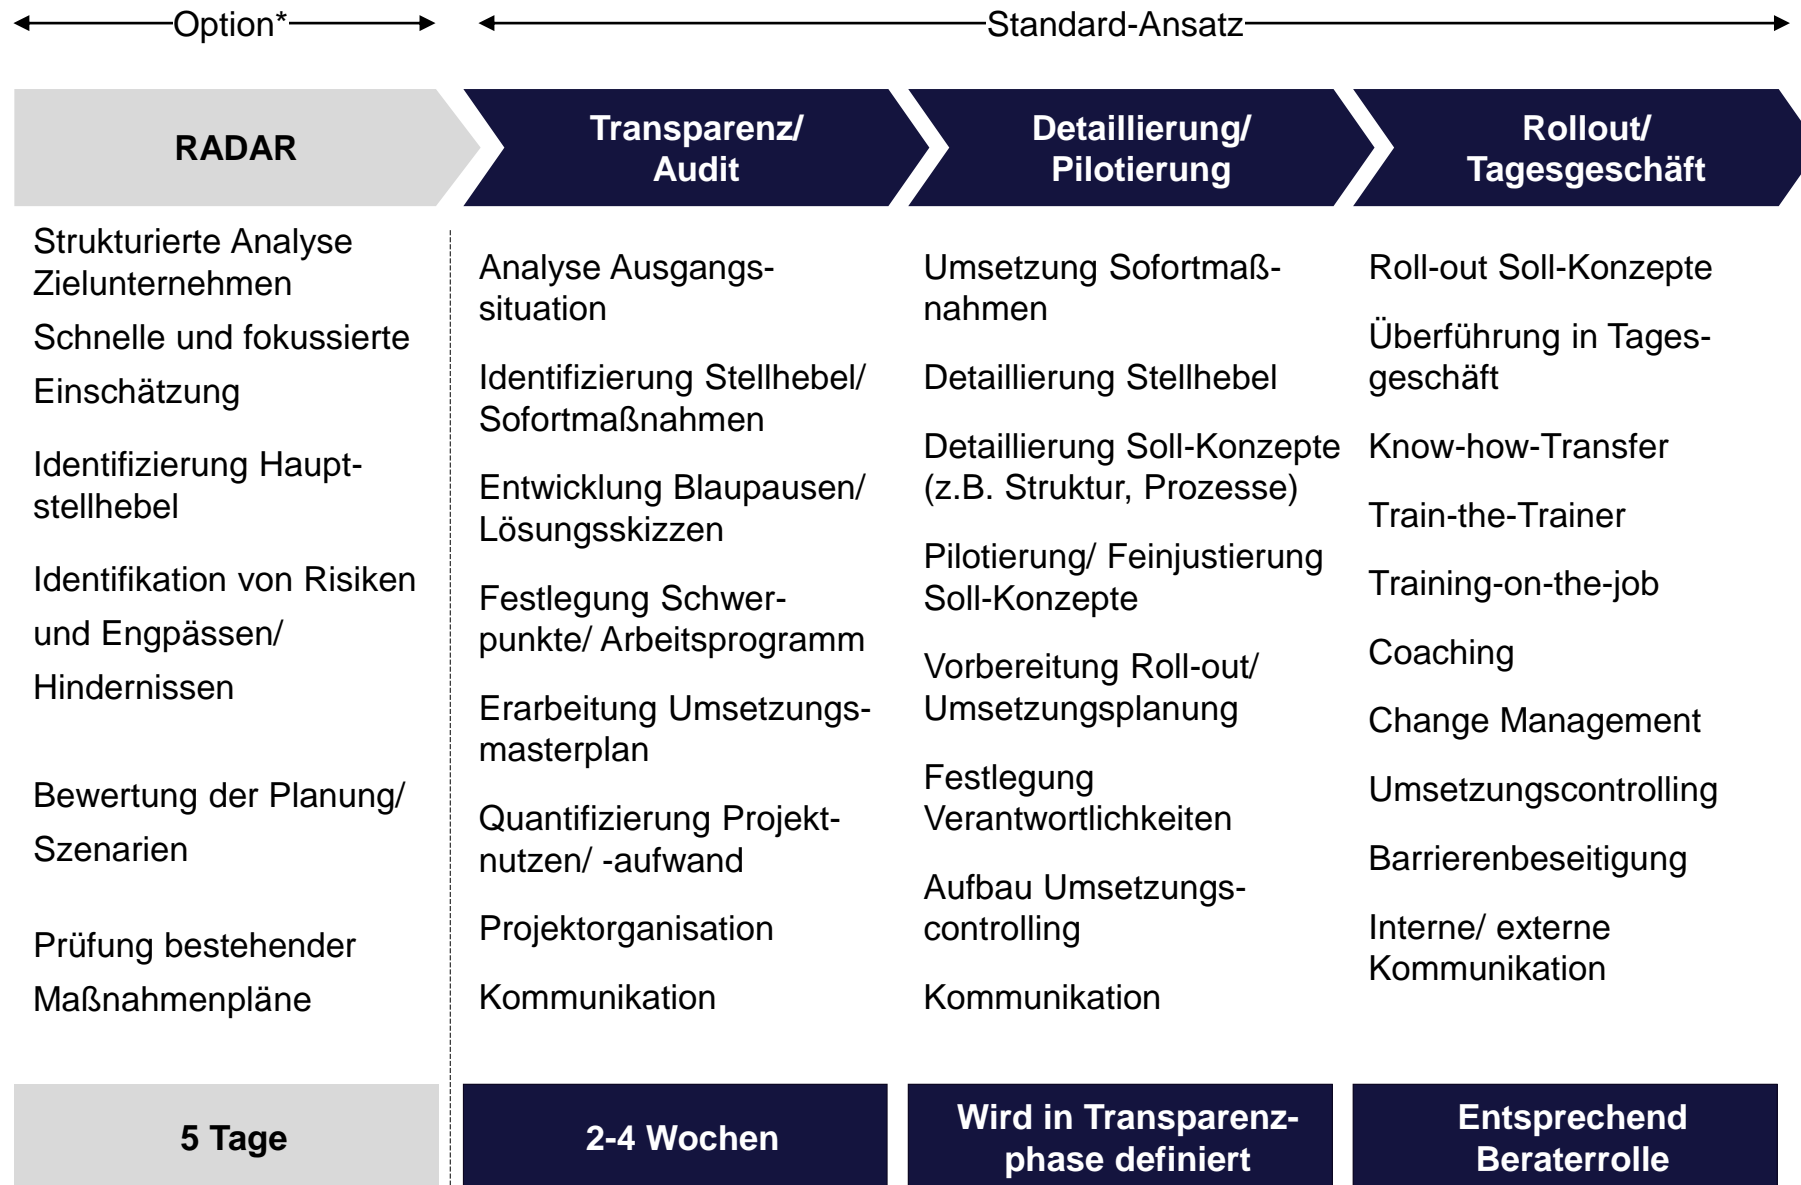 Option*
Standard-Ansatz
RADAR
Transparenz/
Audit
Detaillierung/
Pilotierung
Rollout/
Tagesgeschäft
Strukturierte Analyse
Zielunternehmen
Schnelle und fokussierte
Einschätzung
Identifizierung Haupt-
stellhebel
Identifikation von Risiken
und Engpässen/
Hindernissen
Bewertung der Planung/
Szenarien
Prüfung bestehender
Maßnahmenpläne
Analyse Ausgangs-
situation
Identifizierung Stellhebel/
Sofortmaßnahmen
Entwicklung Blaupausen/
Lösungsskizzen
Festlegung Schwer-
punkte/ Arbeitsprogramm
Erarbeitung Umsetzungs-
masterplan
Quantifizierung Projekt-
nutzen/ -aufwand
Projektorganisation
Kommunikation
Umsetzung Sofortmaß-
nahmen
Detaillierung Stellhebel
Detaillierung Soll-Konzepte
(z.B. Struktur, Prozesse)
Pilotierung/ Feinjustierung
Soll-Konzepte
Vorbereitung Roll-out/
Umsetzungsplanung
Festlegung
Verantwortlichkeiten
Aufbau Umsetzungs-
controlling
Kommunikation
Roll-out Soll-Konzepte
Überführung in Tages-
geschäft
Know-how-Transfer
Train-the-Trainer
Training-on-the-job
Coaching
Change Management
Umsetzungscontrolling
Barrierenbeseitigung
Interne/ externe
Kommunikation
5 Tage
2-4 Wochen
Wird in Transparenz-
phase definiert
Entsprechend
Beraterrolle